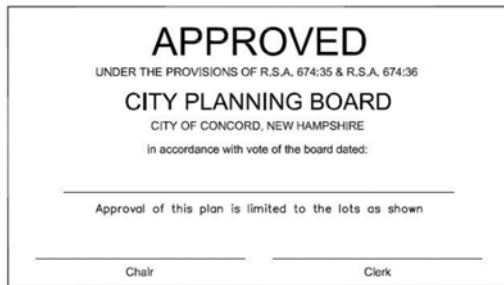 APPROVED
UNDER THE PROVISIONS OF R.S.A. 674:35 & R.S.A. 674:36
CITY PLANNING BOARD
CITY OF CONCORD, NEW HAMPSHIRE
in accordance with vote of the board dated:
Approval of this plan is limited to the lots as shown
Chair Clerk